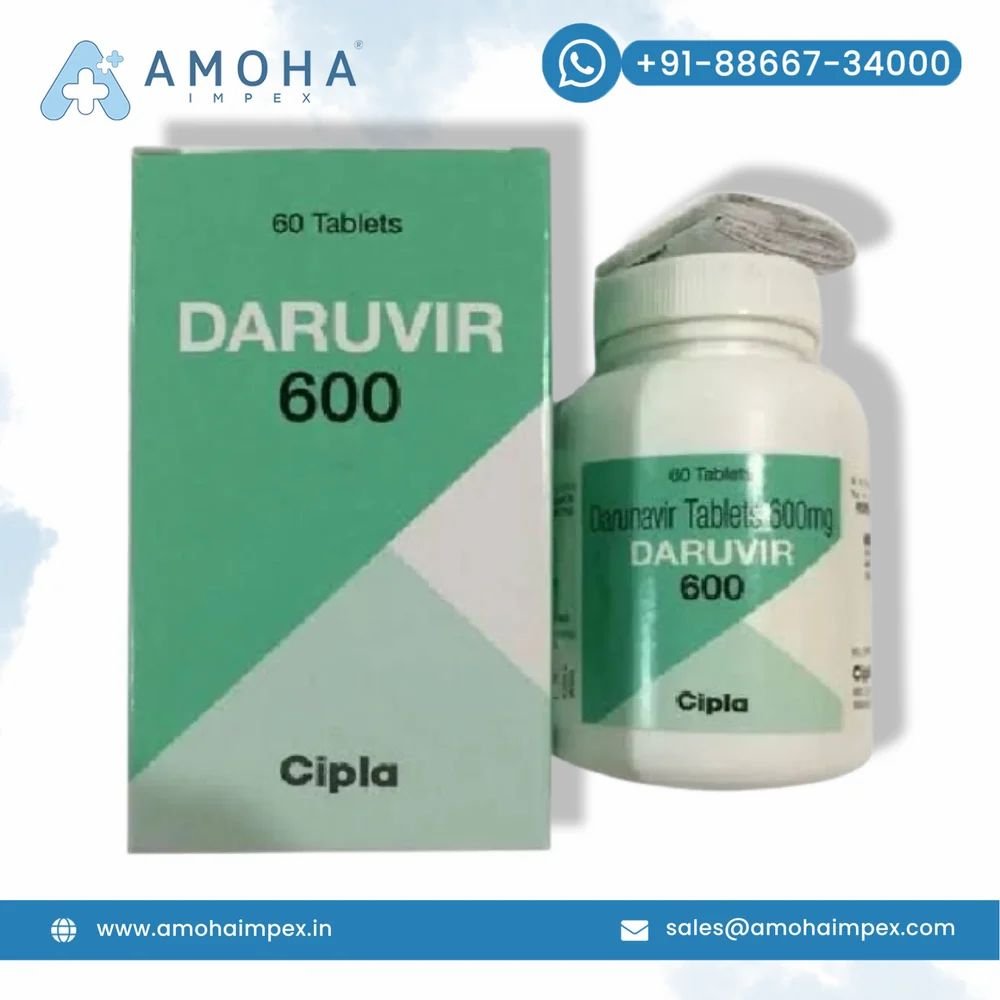 AMOHA®
IMPEX
+91-88667-34000
60 Tablets
DARUVIR
600
Cipla
60 Tablets
Darunavir Tablets 600mg
DARUVIR
600
Cipla
www.amohaimpex.in
sales@amohaimpex.com